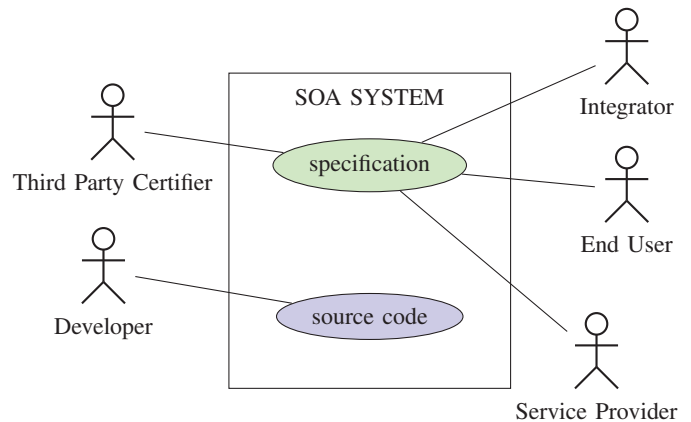 SOA SYSTEM
Integrator
specification
Third Party Certifier
End User
source code
Developer
Service Provider